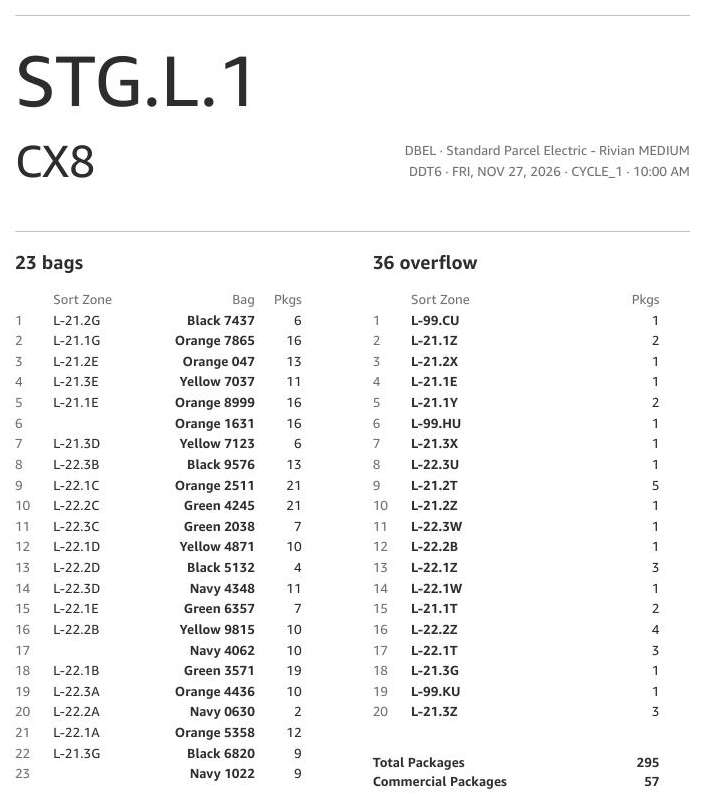 STG.L.1
CX8
DBEL · Standard Parcel Electric - Rivian MEDIUM
DDT6 · FRI, NOV 27, 2026 · CYCLE_1 · 10:00 AM
23 bags
Sort Zone Bag Pkgs
1 L-21.2G Black 7437 6
2 L-21.1G Orange 7865 16
3 L-21.2E Orange 047 13
4 L-21.3E Yellow 7037 11
5 L-21.1E Orange 8999 16
6 Orange 1631 16
7 L-21.3D Yellow 7123 6
8 L-22.3B Black 9576 13
9 L-22.1C Orange 2511 21
10 L-22.2C Green 4245 21
11 L-22.3C Green 2038 7
12 L-22.1D Yellow 4871 10
13 L-22.2D Black 5132 4
14 L-22.3D Navy 4348 11
15 L-22.1E Green 6357 7
16 L-22.2B Yellow 9815 10
17 Navy 4062 10
18 L-22.1B Green 3571 19
19 L-22.3A Orange 4436 10
20 L-22.2A Navy 0630 2
21 L-22.1A Orange 5358 12
22 L-21.3G Black 6820 9
23 Navy 1022 9
36 overflow
Sort Zone Pkgs
1 L-99.CU 1
2 L-21.1Z 2
3 L-21.2X 1
4 L-21.1E 1
5 L-21.1Y 2
6 L-99.HU 1
7 L-21.3X 1
8 L-22.3U 1
9 L-21.2T 5
10 L-21.2Z 1
11 L-22.3W 1
12 L-22.2B 1
13 L-22.1Z 3
14 L-22.1W 1
15 L-21.1T 2
16 L-22.2Z 4
17 L-22.1T 3
18 L-21.3G 1
19 L-99.KU 1
20 L-21.3Z 3
Total Packages 295
Commercial Packages 57